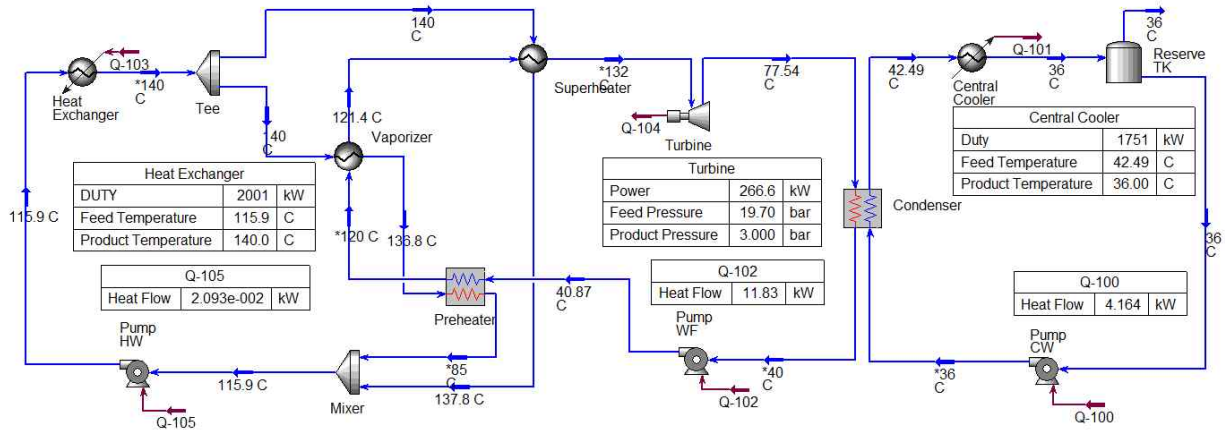 140
C
36
C
Q-103
*140
C
Heat
Exchanger
Tee
*132
C
Superheater
77.54
C
42.49
C
Q-101
36
C
Central
Cooler
Reserve
TK
121.4 C
Vaporizer
140
C
Q-104
Turbine
Heat Exchanger
DUTY 2001 kW
Feed Temperature 115.9 C
Product Temperature 140.0 C
Turbine
Power 266.6 kW
Feed Pressure 19.70 bar
Product Pressure 3.000 bar
Central Cooler
Duty 1751 kW
Feed Temperature 42.49 C
Product Temperature 36.00 C
Condenser
115.9 C
*120 C
136.8 C
36
C
Q-105
Heat Flow 2.093e-002 kW
Preheater
40.87
C
Q-102
Heat Flow 11.83 kW
Q-100
Heat Flow 4.164 kW
Pump
HW
Pump
WF
Pump
CW
115.9 C
Mixer
*85
C
137.8 C
*40
C
*36
C
Q-105
Q-102
Q-100